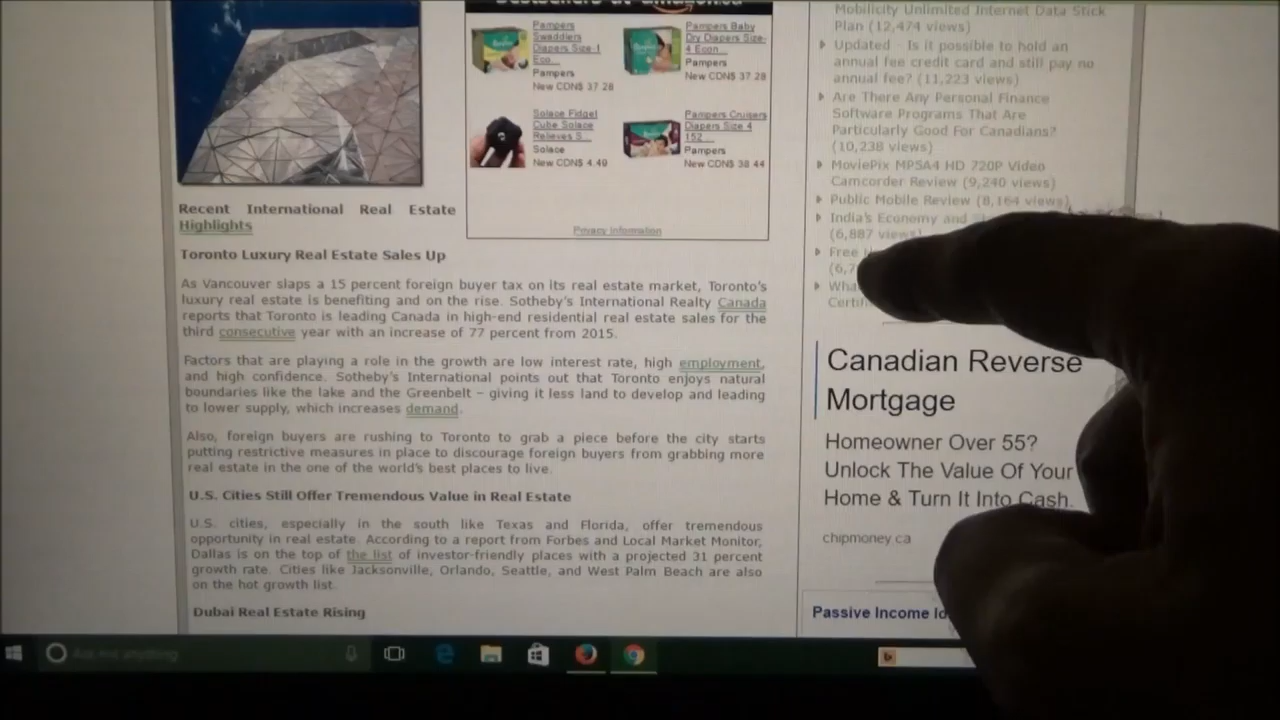 Bestsellers at amazon.ca
Pampers
Swaddlers
Diapers Size 1
Eco...
Pampers
New CDN$ 37.28
Pampers Baby
Dry Diapers Size
4 Econ...
Pampers
New CDN$ 37.28
Solace Fidget
Cube Solace
Relieves S...
Solace
New CDN$ 4.49
Pampers Cruisers
Diapers Size 4
152 ...
Pampers
New CDN$ 38.44
Privacy Information
Recent International Real Estate
Highlights
Toronto Luxury Real Estate Sales Up
As Vancouver slaps a 15 percent foreign buyer tax on its real estate market, Toronto's
luxury real estate is benefiting and on the rise. Sotheby's International Realty Canada
reports that Toronto is leading Canada in high-end residential real estate sales for the
third consecutive year with an increase of 77 percent from 2015.
Factors that are playing a role in the growth are low interest rate, high employment,
and high confidence. Sotheby's International points out that Toronto enjoys natural
boundaries like the lake and the Greenbelt – giving it less land to develop and leading
to lower supply, which increases demand.
Also, foreign buyers are rushing to Toronto to grab a piece before the city starts
putting restrictive measures in place to discourage foreign buyers from grabbing more
real estate in the one of the world's best places to live.
U.S. Cities Still Offer Tremendous Value in Real Estate
U.S. cities, especially in the south like Texas and Florida, offer tremendous
opportunity in real estate. According to a report from Forbes and Local Market Monitor,
Dallas is on the top of the list of investor-friendly places with a projected 31 percent
growth rate. Cities like Jacksonville, Orlando, Seattle, and West Palm Beach are also
on the hot growth list.
Dubai Real Estate Rising
Mobilicity Unlimited Internet Data Stick
Plan (12,474 views)
Updated – Is it possible to hold an
annual fee credit card and still pay no
annual fee? (11,223 views)
Are There Any Personal Finance
Software Programs That Are
Particularly Good For Canadians?
(10,238 views)
MoviePix MPSA4 HD 720P Video
Camcorder Review (9,240 views)
Public Mobile Review (8,164 views)
India's Economy and
(6,887 views)
Free
Canadian Reverse
Mortgage
Homeowner Over 55?
Unlock The Value Of Your
Home & Turn It Into Cash.
chipmoney.ca
Passive Income
Ask me anything